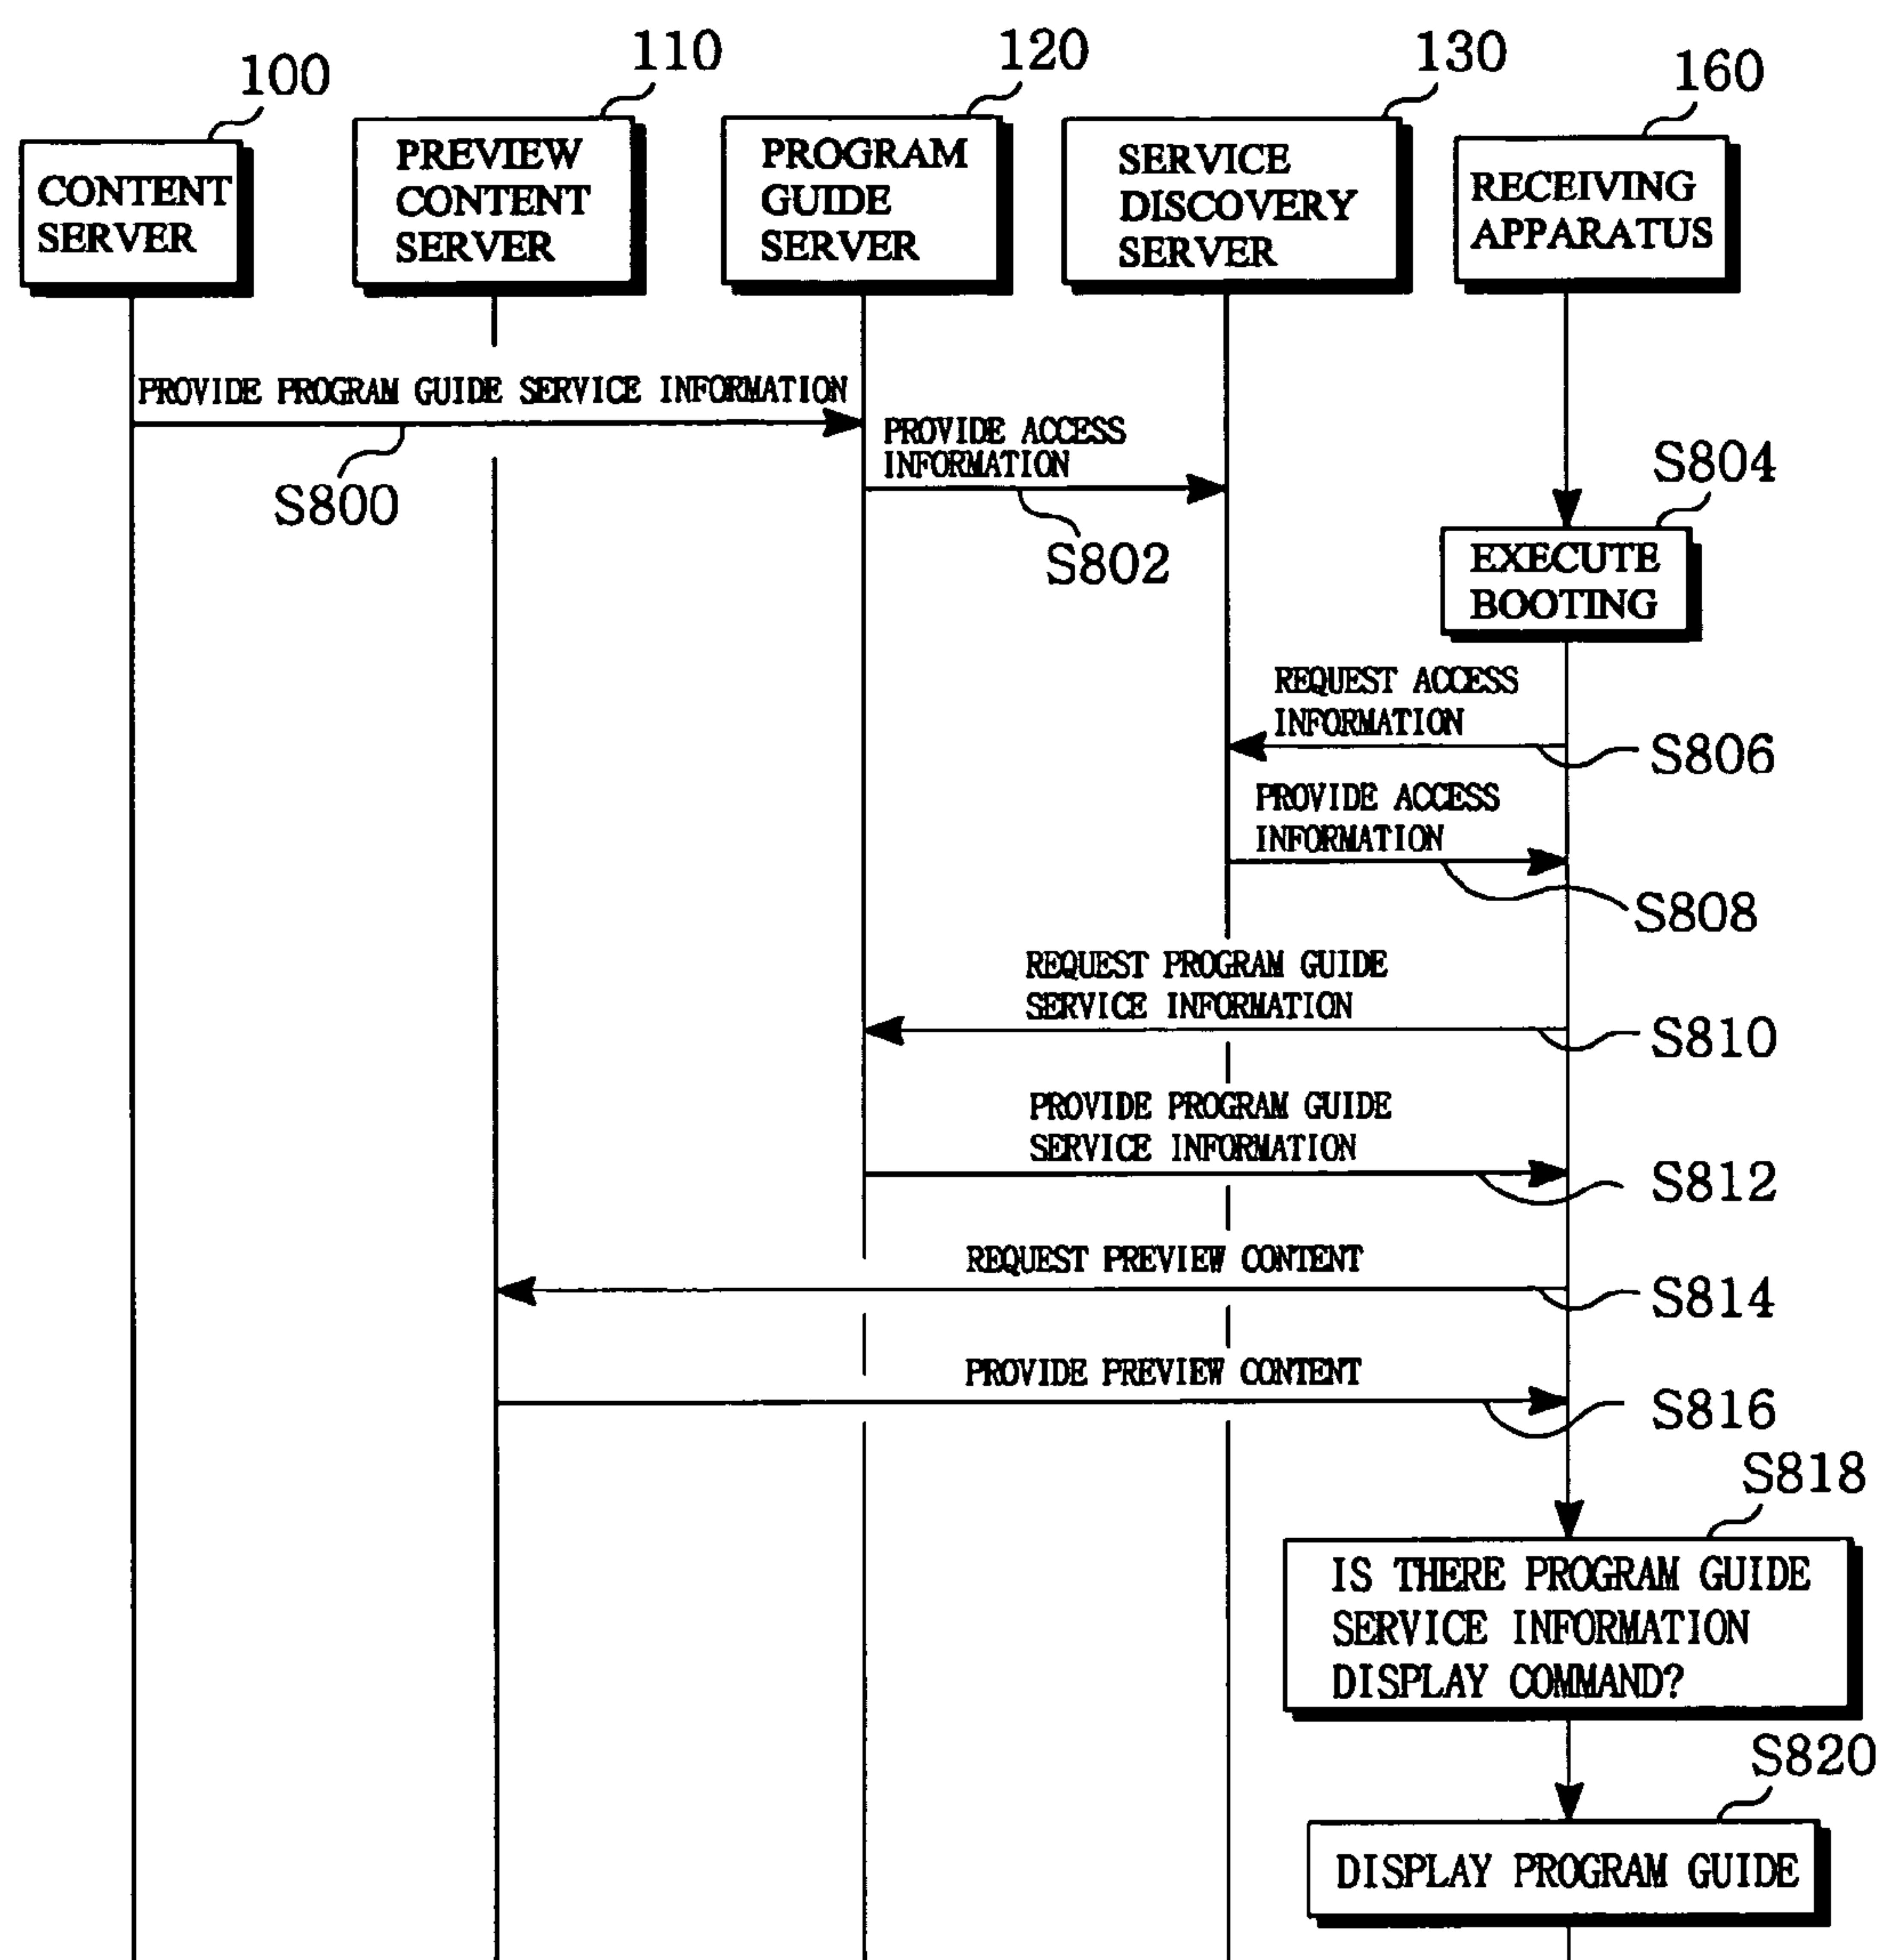 100
110
120
130
160
CONTENT
SERVER
PREVIEW
CONTENT
SERVER
PROGRAM
GUIDE
SERVER
SERVICE
DISCOVERY
SERVER
RECEIVING
APPARATUS
PROVIDE PROGRAM GUIDE SERVICE INFORMATION
S800
PROVIDE ACCESS
INFORMATION
S802
S804
EXECUTE
BOOTING
REQUEST ACCESS
INFORMATION
S806
PROVIDE ACCESS
INFORMATION
S808
REQUEST PROGRAM GUIDE
SERVICE INFORMATION
S810
PROVIDE PROGRAM GUIDE
SERVICE INFORMATION
S812
REQUEST PREVIEW CONTENT
S814
PROVIDE PREVIEW CONTENT
S816
S818
IS THERE PROGRAM GUIDE
SERVICE INFORMATION
DISPLAY COMMAND?
S820
DISPLAY PROGRAM GUIDE